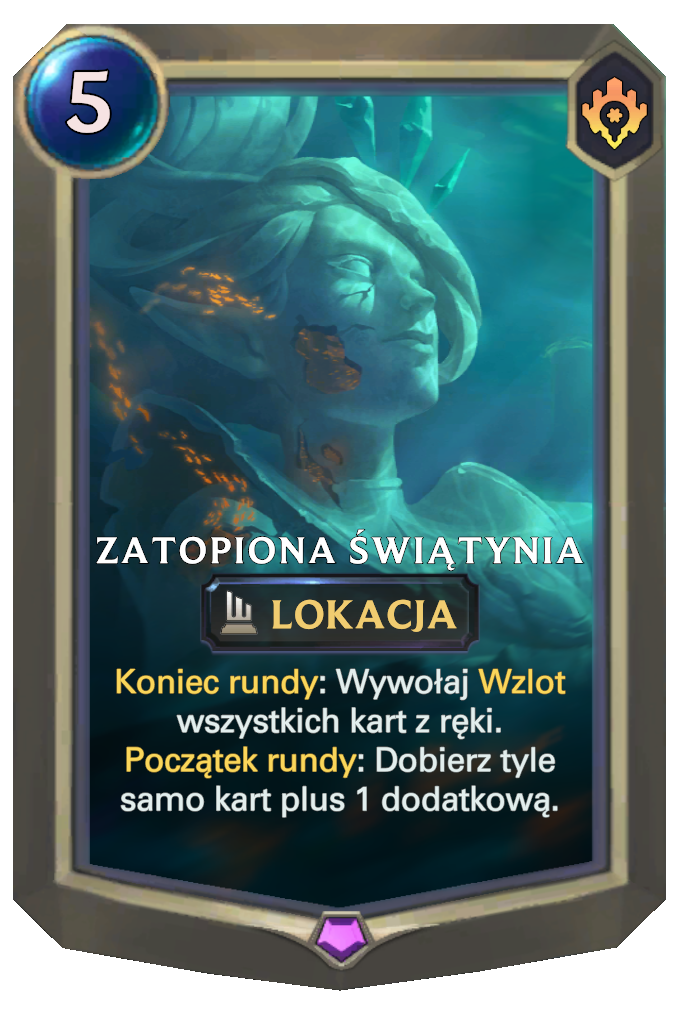 5
ZATOPIONA ŚWIĄTYNIA
LOKACJA
Koniec rundy: Wywołaj Wzlot
wszystkich kart z ręki.
Początek rundy: Dobierz tyle
samo kart plus 1 dodatkową.